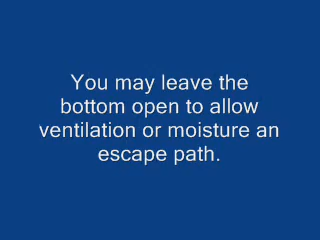 You may leave the
bottom open to allow
ventilation or moisture an
escape path.